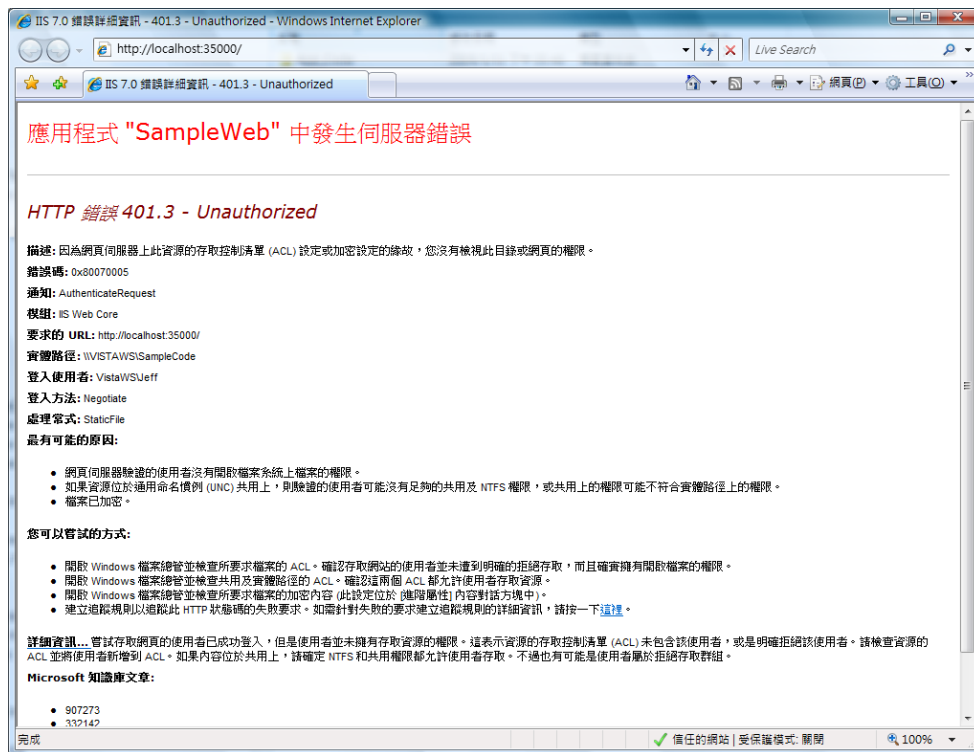 IIS 7.0 錯誤詳細資訊 - 401.3 - Unauthorized - Windows Internet Explorer
http://localhost:35000/
Live Search
IIS 7.0 錯誤詳細資訊 - 401.3 - Unauthorized
網頁(P)
工具(O)
應用程式 "SampleWeb" 中發生伺服器錯誤
HTTP 錯誤 401.3 - Unauthorized
描述: 因為網頁伺服器上此資源的存取控制清單 (ACL) 設定或加密設定的緣故，您沒有檢視此目錄或網頁的權限。
錯誤碼: 0x80070005
通知: AuthenticateRequest
模組: IIS Web Core
要求的 URL: http://localhost:35000/
實體路徑: \\VISTAWS\SampleCode
登入使用者: VistaWS\Jeff
登入方法: Negotiate
處理常式: StaticFile
最有可能的原因:
• 網頁伺服器驗證的使用者沒有開啟檔案系統上檔案的權限。
• 如果資源位於通用命名慣例 (UNC) 共用上，則驗證的使用者可能沒有足夠的共用及 NTFS 權限，或共用上的權限可能不符合實體路徑上的權限。
• 檔案已加密。
您可以嘗試的方式:
• 開啟 Windows 檔案總管並檢查所要求檔案的 ACL。確認存取網站的使用者並未遭到明確的拒絕存取，而且確實擁有開啟檔案的權限。
• 開啟 Windows 檔案總管並檢查共用及實體路徑的 ACL。確認這兩個 ACL 都允許使用者存取資源。
• 開啟 Windows 檔案總管並檢查所要求檔案的加密內容 (此設定位於 [進階屬性] 內容對話方塊中)。
• 建立追蹤規則以追蹤此 HTTP 狀態碼的失敗要求。如需針對失敗的要求建立追蹤規則的詳細資訊，請按一下這裡。
詳細資訊... 嘗試存取網頁的使用者已成功登入，但是使用者並未擁有存取資源的權限。這表示資源的存取控制清單 (ACL) 未包含該使用者，或是明確拒絕該使用者。請檢查資源的
ACL 並將使用者新增到 ACL。如果內容位於共用上，請確定 NTFS 和共用權限都允許使用者存取。不過也有可能是使用者屬於拒絕存取群組。
Microsoft 知識庫文章:
• 907273
• 332142
完成
信任的網站 | 受保護模式: 關閉
100%